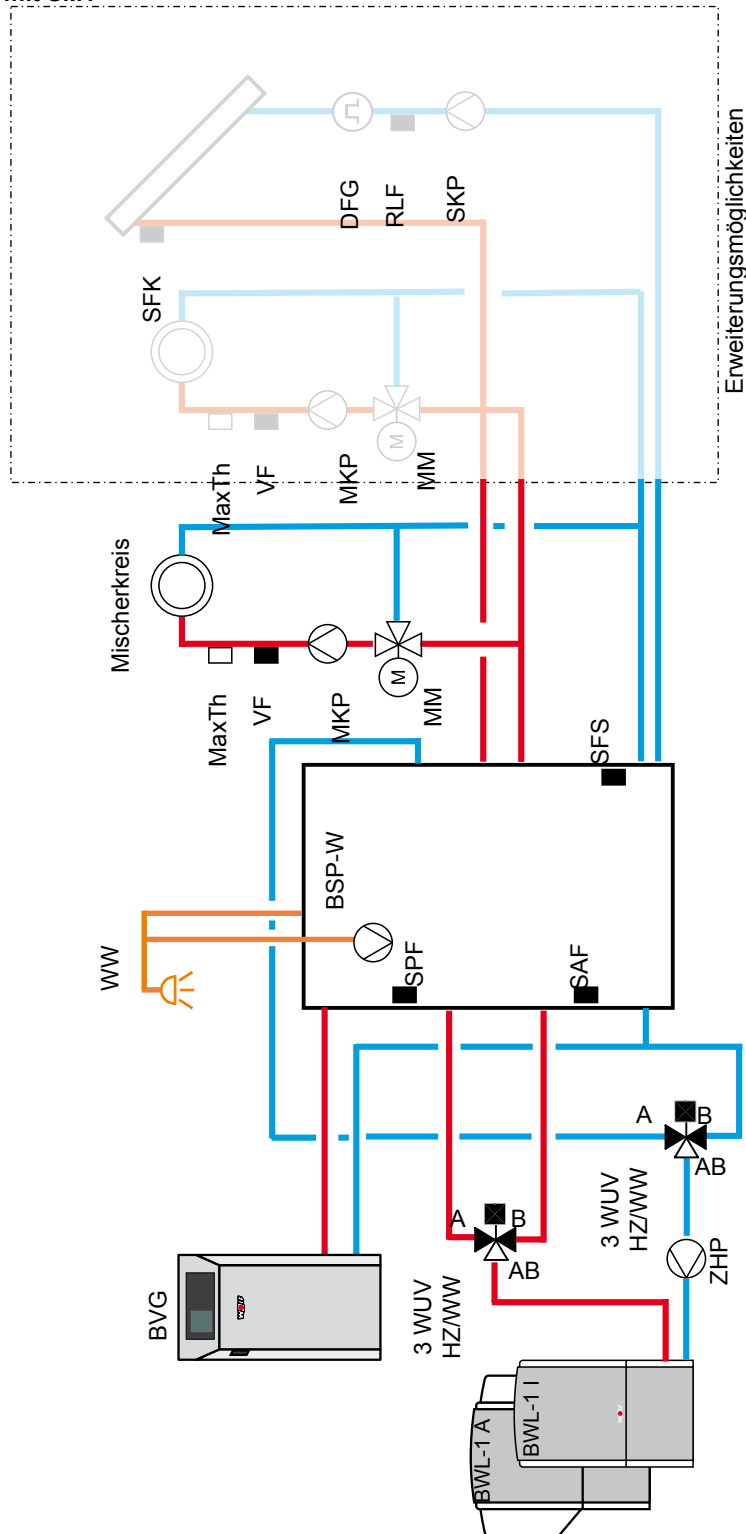 DFG
RLF
SKP
SFK
Erweiterungsmöglichkeiten
M
MaxTh
VF
MKP
MM
Mischerkreis
M
MaxTh
VF
MKP
MM
SFS
BSP-W
WW
SPF
SAF
A
B
AB
3 WUV
HZ/WW
ZHP
A
B
AB
3 WUV
HZ/WW
BVG
WOLF
BWL-1 I
BWL-1 A